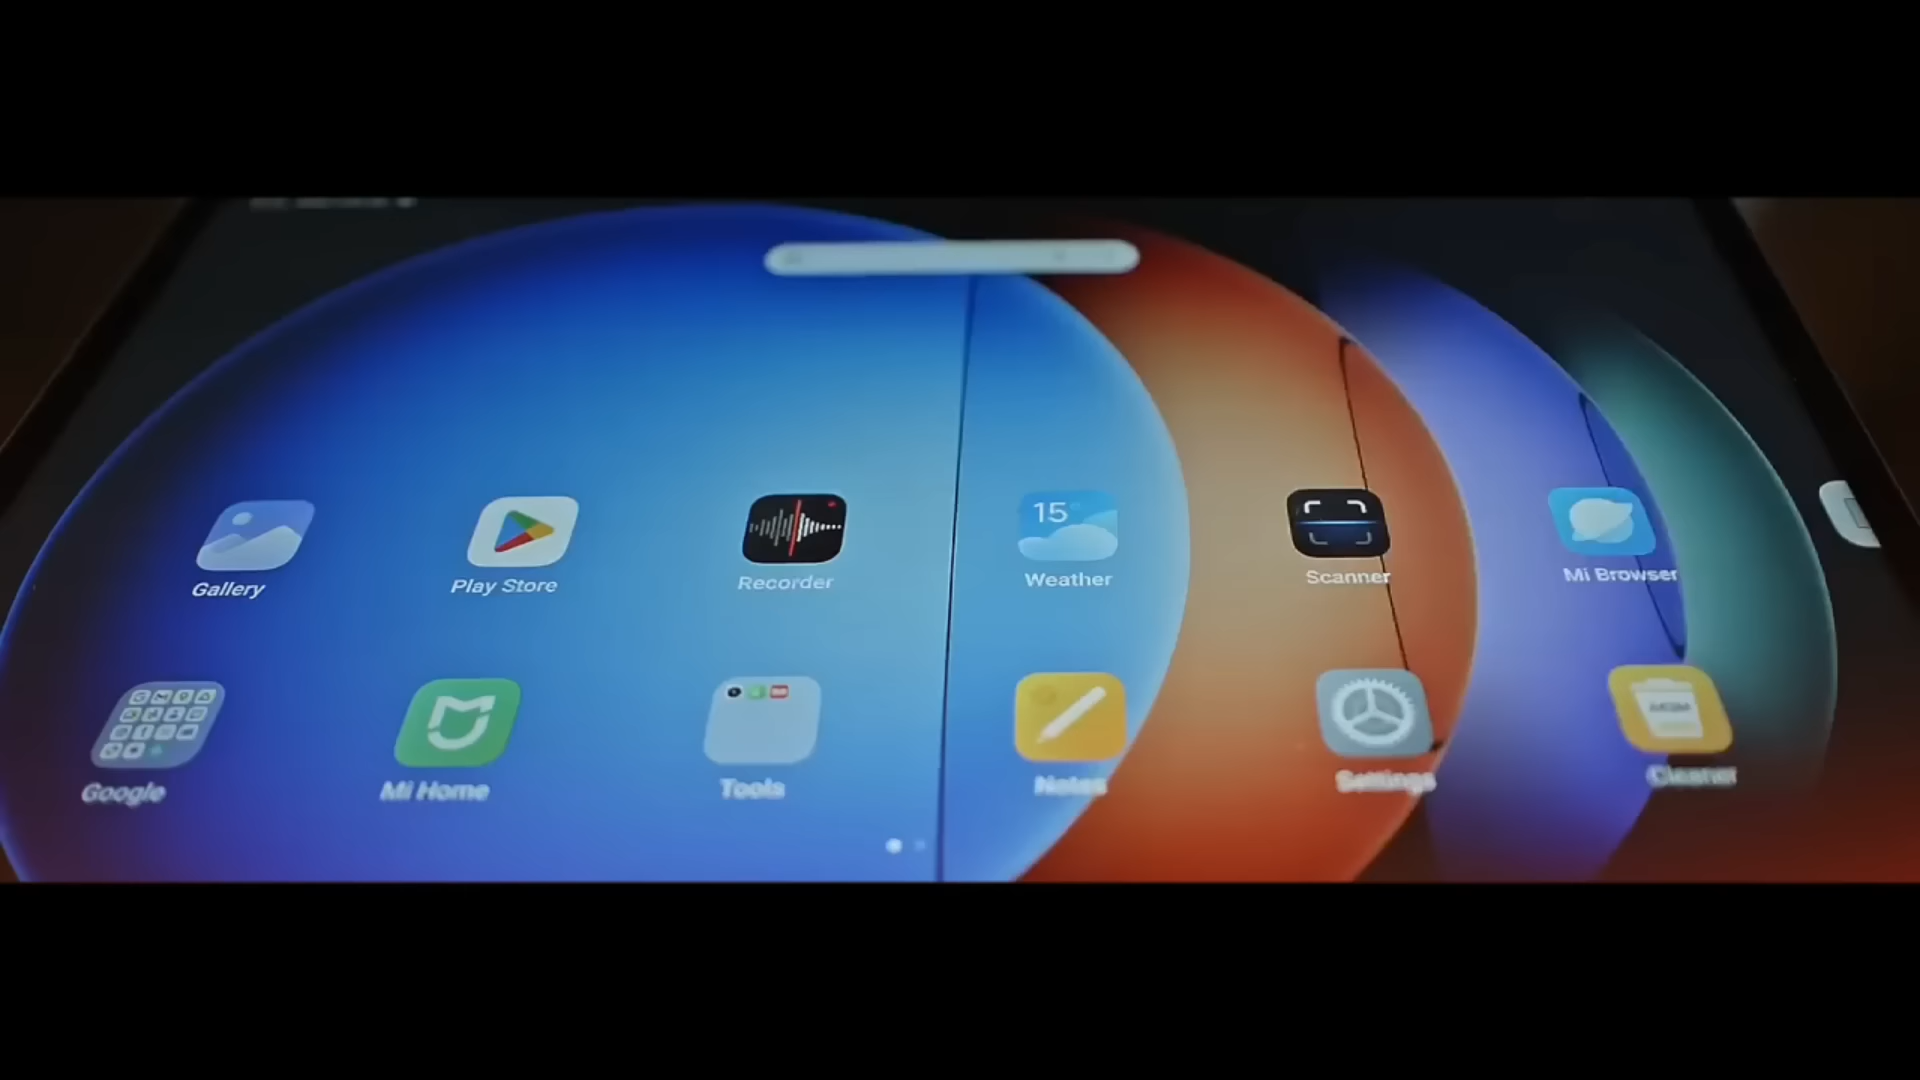 15°
Gallery
Play Store
Recorder
Weather
Scanner
Mi Browser
Google
Mi Home
Tools
Notes
Settings
Cleaner